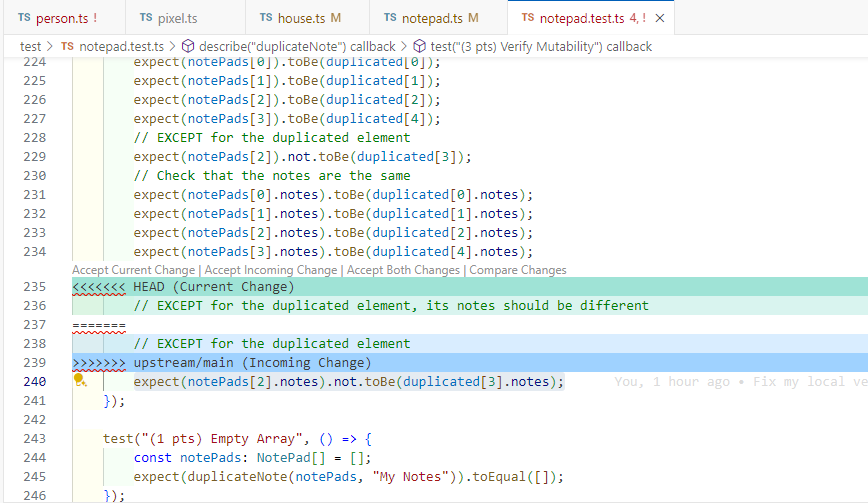 TS person.ts ! TS pixel.ts TS house.ts M TS notepad.ts M TS notepad.test.ts 4, ! ×
test > TS notepad.test.ts > describe("duplicateNote") callback > test("(3 pts) Verify Mutability") callback
224 expect(notePads[0]).toBe(duplicated[0]);
225 expect(notePads[1]).toBe(duplicated[1]);
226 expect(notePads[2]).toBe(duplicated[2]);
227 expect(notePads[3]).toBe(duplicated[4]);
228 // EXCEPT for the duplicated element
229 expect(notePads[2]).not.toBe(duplicated[3]);
230 // Check that the notes are the same
231 expect(notePads[0].notes).toBe(duplicated[0].notes);
232 expect(notePads[1].notes).toBe(duplicated[1].notes);
233 expect(notePads[2].notes).toBe(duplicated[2].notes);
234 expect(notePads[3].notes).toBe(duplicated[4].notes);
Accept Current Change | Accept Incoming Change | Accept Both Changes | Compare Changes
235 <<<<<<< HEAD (Current Change)
236 // EXCEPT for the duplicated element, its notes should be different
237 =======
238 // EXCEPT for the duplicated element
239 >>>>>>> upstream/main (Incoming Change)
240 expect(notePads[2].notes).not.toBe(duplicated[3].notes); You, 1 hour ago • Fix my local ve
241 });
242
243 test("(1 pts) Empty Array", () => {
244 const notePads: NotePad[] = [];
245 expect(duplicateNote(notePads, "My Notes")).toEqual([]);
246 });